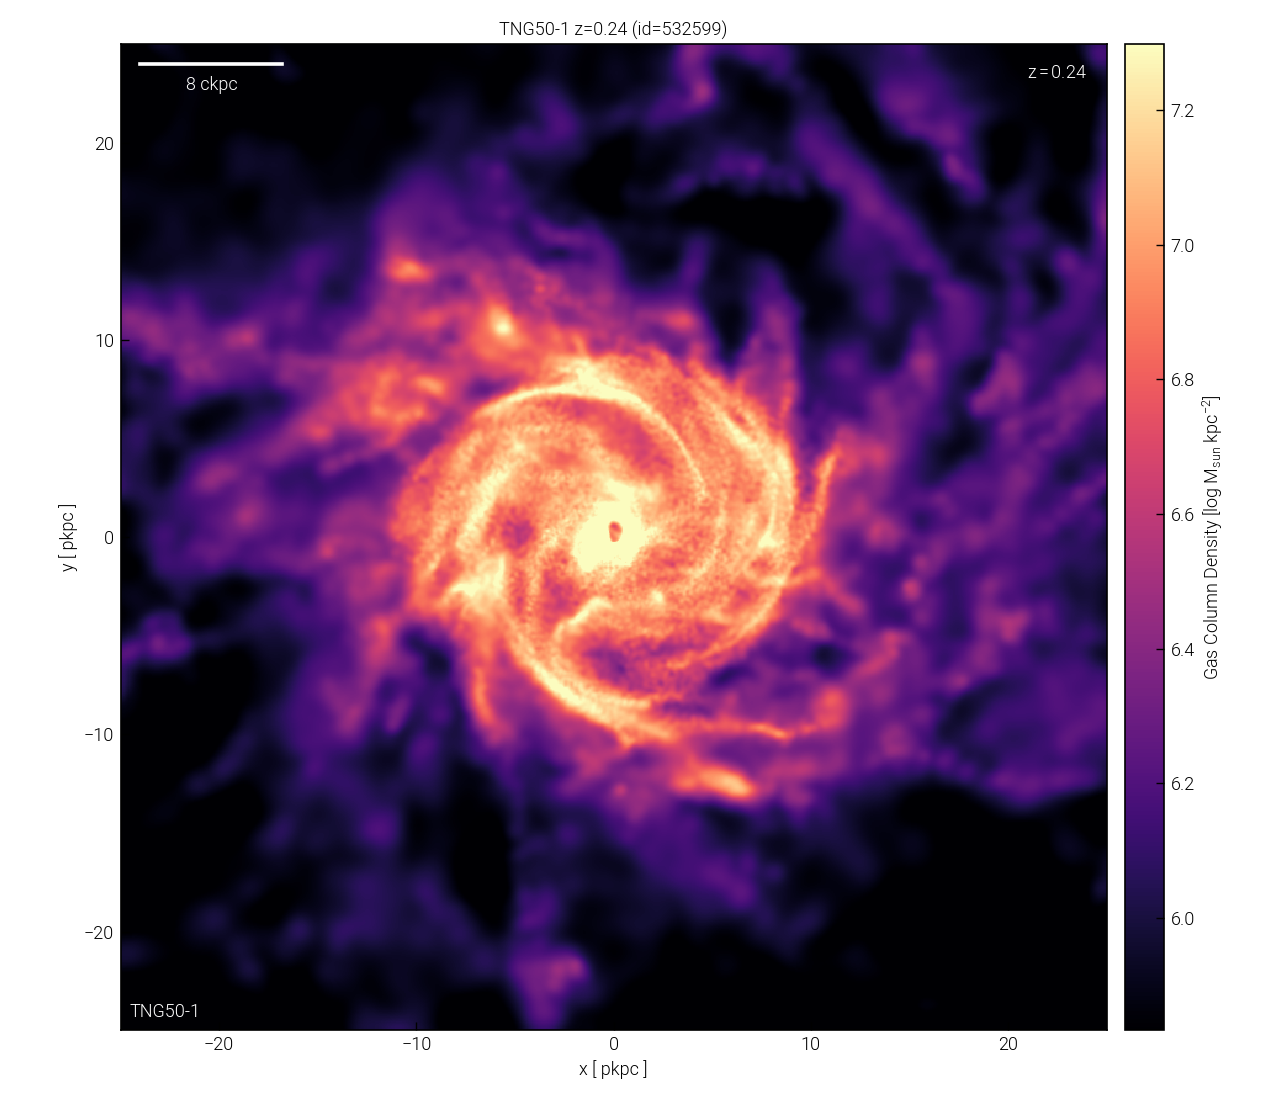 TNG50-1 z=0.24 (id=532599)
8 ckpc
z=0.24
TNG50-1
20
10
0
−10
−20
y [ pkpc ]
−20
−10
0
10
20
x [ pkpc ]
7.2
7.0
6.8
6.6
6.4
6.2
6.0
Gas Column Density [log M_sun kpc⁻²]